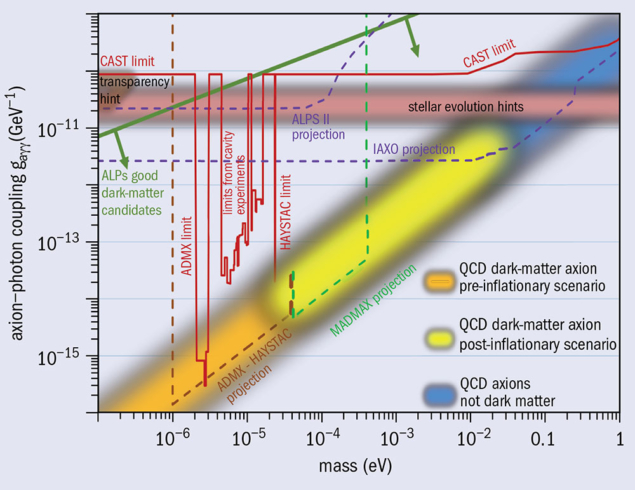 CAST limit
transparency
hint
CAST limit
stellar evolution hints
ALPS II
projection
IAXO projection
ALPs good
dark-matter
candidates
limits from cavity
experiments
ADMX limit
HAYSTAC limit
MADMAX projection
ADMX - HAYSTAC
projection
QCD dark-matter axion
pre-inflationary scenario
QCD dark-matter axion
post-inflationary scenario
QCD axions
not dark matter
axion–photon coupling gₐγγ (GeV⁻¹)
10⁻¹¹
10⁻¹³
10⁻¹⁵
10⁻⁶ 10⁻⁵ 10⁻⁴ 10⁻³ 10⁻² 0.1 1
mass (eV)